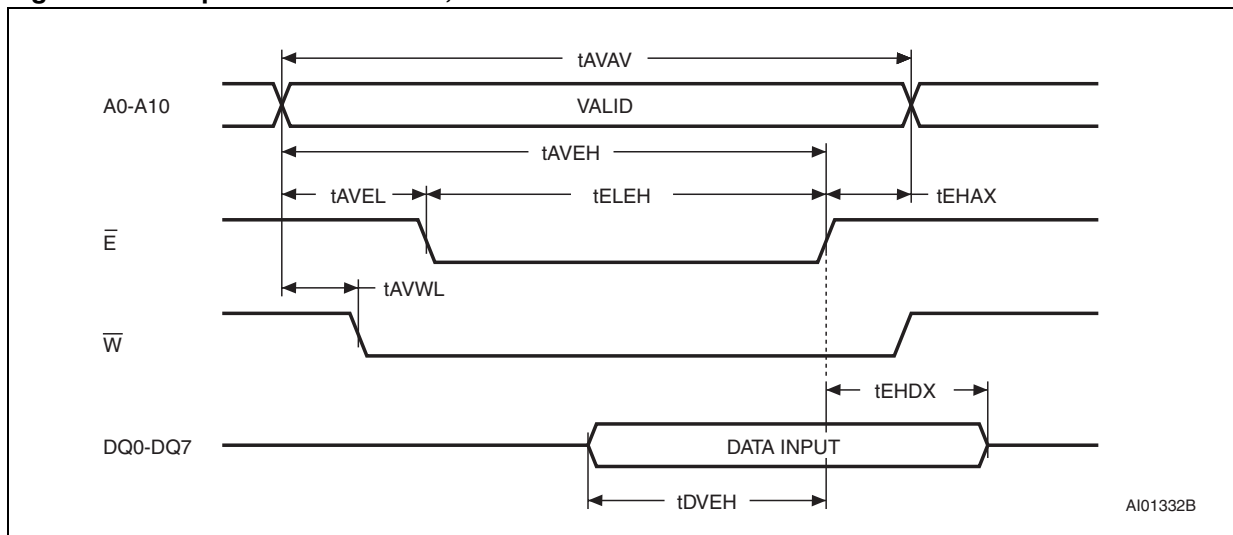 tAVAV
A0-A10
VALID
tAVEH
tAVEL
tELEH
tEHAX
E̅
tAVWL
W̅
tEHDX
DQ0-DQ7
DATA INPUT
tDVEH
AI01332B